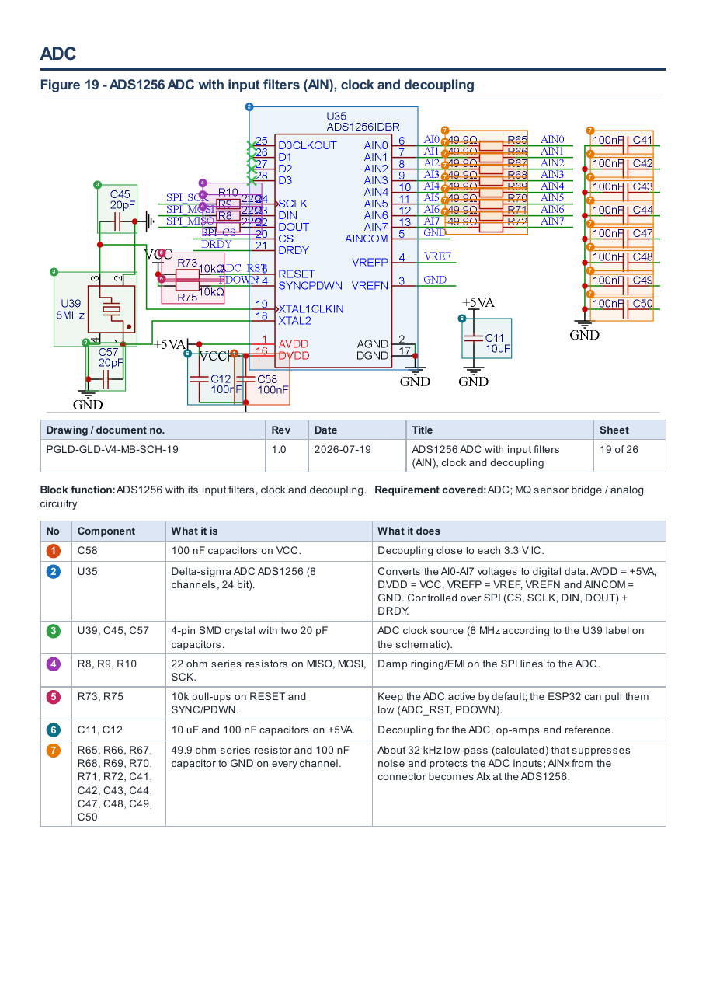 ADC
Figure 19 - ADS1256 ADC with input filters (AIN), clock and decoupling
2
U35
ADS1256IDBR
25 D0CLKOUT
26 D1
27 D2
28 D3
24 SCLK
23 DIN
22 DOUT
20 CS
21 DRDY
15 RESET
14 SYNCPDWN
19 XTAL1CLKIN
18 XTAL2
1 AVDD
16 DVDD
AIN0 6
AIN1 7
AIN2 8
AIN3 9
AIN4 10
AIN5 11
AIN6 12
AIN7 13
AINCOM 5
VREFP 4
VREFN 3
AGND 2
DGND 17
GND
AI0 49.9Ω R65 AIN0
AI1 49.9Ω R66 AIN1
AI2 49.9Ω R67 AIN2
AI3 49.9Ω R68 AIN3
AI4 49.9Ω R69 AIN4
AI5 49.9Ω R70 AIN5
AI6 49.9Ω R71 AIN6
AI7 49.9Ω R72 AIN7
GND
VREF
GND
100nF C41
100nF C42
100nF C43
100nF C44
100nF C47
100nF C48
100nF C49
100nF C50
GND
+5VA
6
C11
10uF
GND
4
R10 22Ω
R9 22Ω
R8
SPI_SCK
SPI_MOSI
SPI_MISO
SPI_CS
DRDY
VCC
5
R73 10kΩ ADC_RST
R75 10kΩ PDOWN
3
C45
20pF
3
U39
8MHz
3 2
4 1
3
C57
20pF
GND
+5VA
6
VCC
1
C12
100nF
C58
100nF
Drawing / document no. Rev Date Title Sheet
PGLD-GLD-V4-MB-SCH-19 1.0 2026-07-19 ADS1256 ADC with input filters (AIN), clock and decoupling 19 of 26
Block function: ADS1256 with its input filters, clock and decoupling. Requirement covered: ADC; MQ sensor bridge / analog
circuitry
No Component What it is What it does
1 C58 100 nF capacitors on VCC. Decoupling close to each 3.3 V IC.
2 U35 Delta-sigma ADC ADS1256 (8 channels, 24 bit). Converts the AI0-AI7 voltages to digital data. AVDD = +5VA, DVDD = VCC, VREFP = VREF, VREFN and AINCOM = GND. Controlled over SPI (CS, SCLK, DIN, DOUT) + DRDY.
3 U39, C45, C57 4-pin SMD crystal with two 20 pF capacitors. ADC clock source (8 MHz according to the U39 label on the schematic).
4 R8, R9, R10 22 ohm series resistors on MISO, MOSI, SCK. Damp ringing/EMI on the SPI lines to the ADC.
5 R73, R75 10k pull-ups on RESET and SYNC/PDWN. Keep the ADC active by default; the ESP32 can pull them low (ADC_RST, PDOWN).
6 C11, C12 10 uF and 100 nF capacitors on +5VA. Decoupling for the ADC, op-amps and reference.
7 R65, R66, R67, R68, R69, R70, R71, R72, C41, C42, C43, C44, C47, C48, C49, C50 49.9 ohm series resistor and 100 nF capacitor to GND on every channel. About 32 kHz low-pass (calculated) that suppresses noise and protects the ADC inputs; AINx from the connector becomes AIx at the ADS1256.